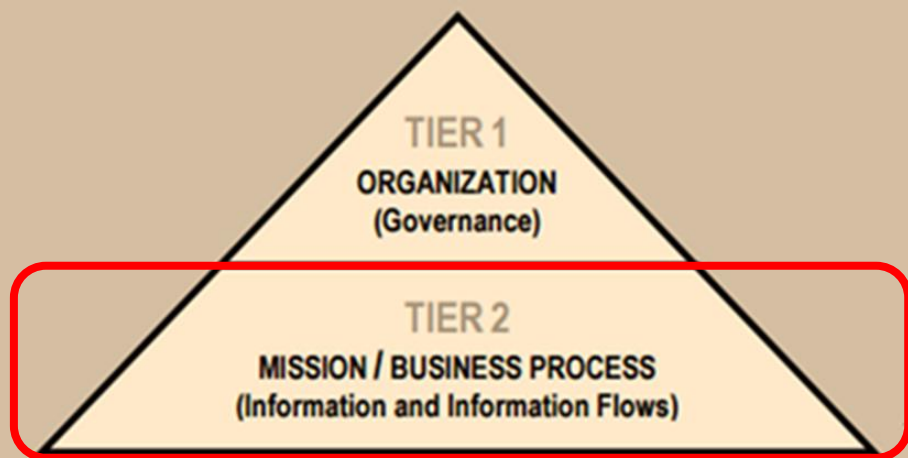 TIER 1
ORGANIZATION
(Governance)
TIER 2
MISSION / BUSINESS PROCESS
(Information and Information Flows)